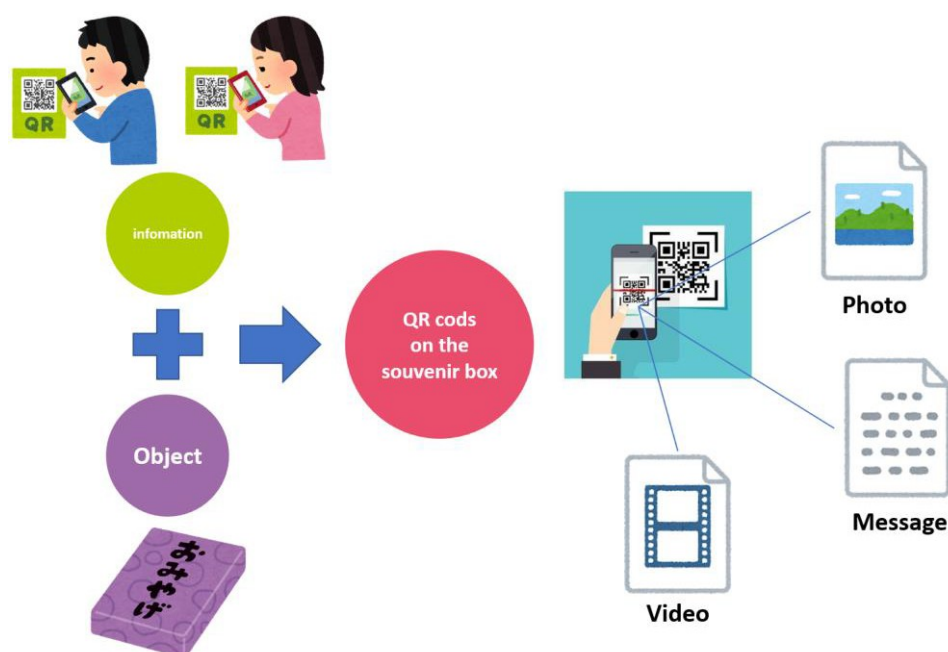 QR
QR
infomation
Object
おみやげ
QR cods
on the
souvenir box
Photo
Message
Video